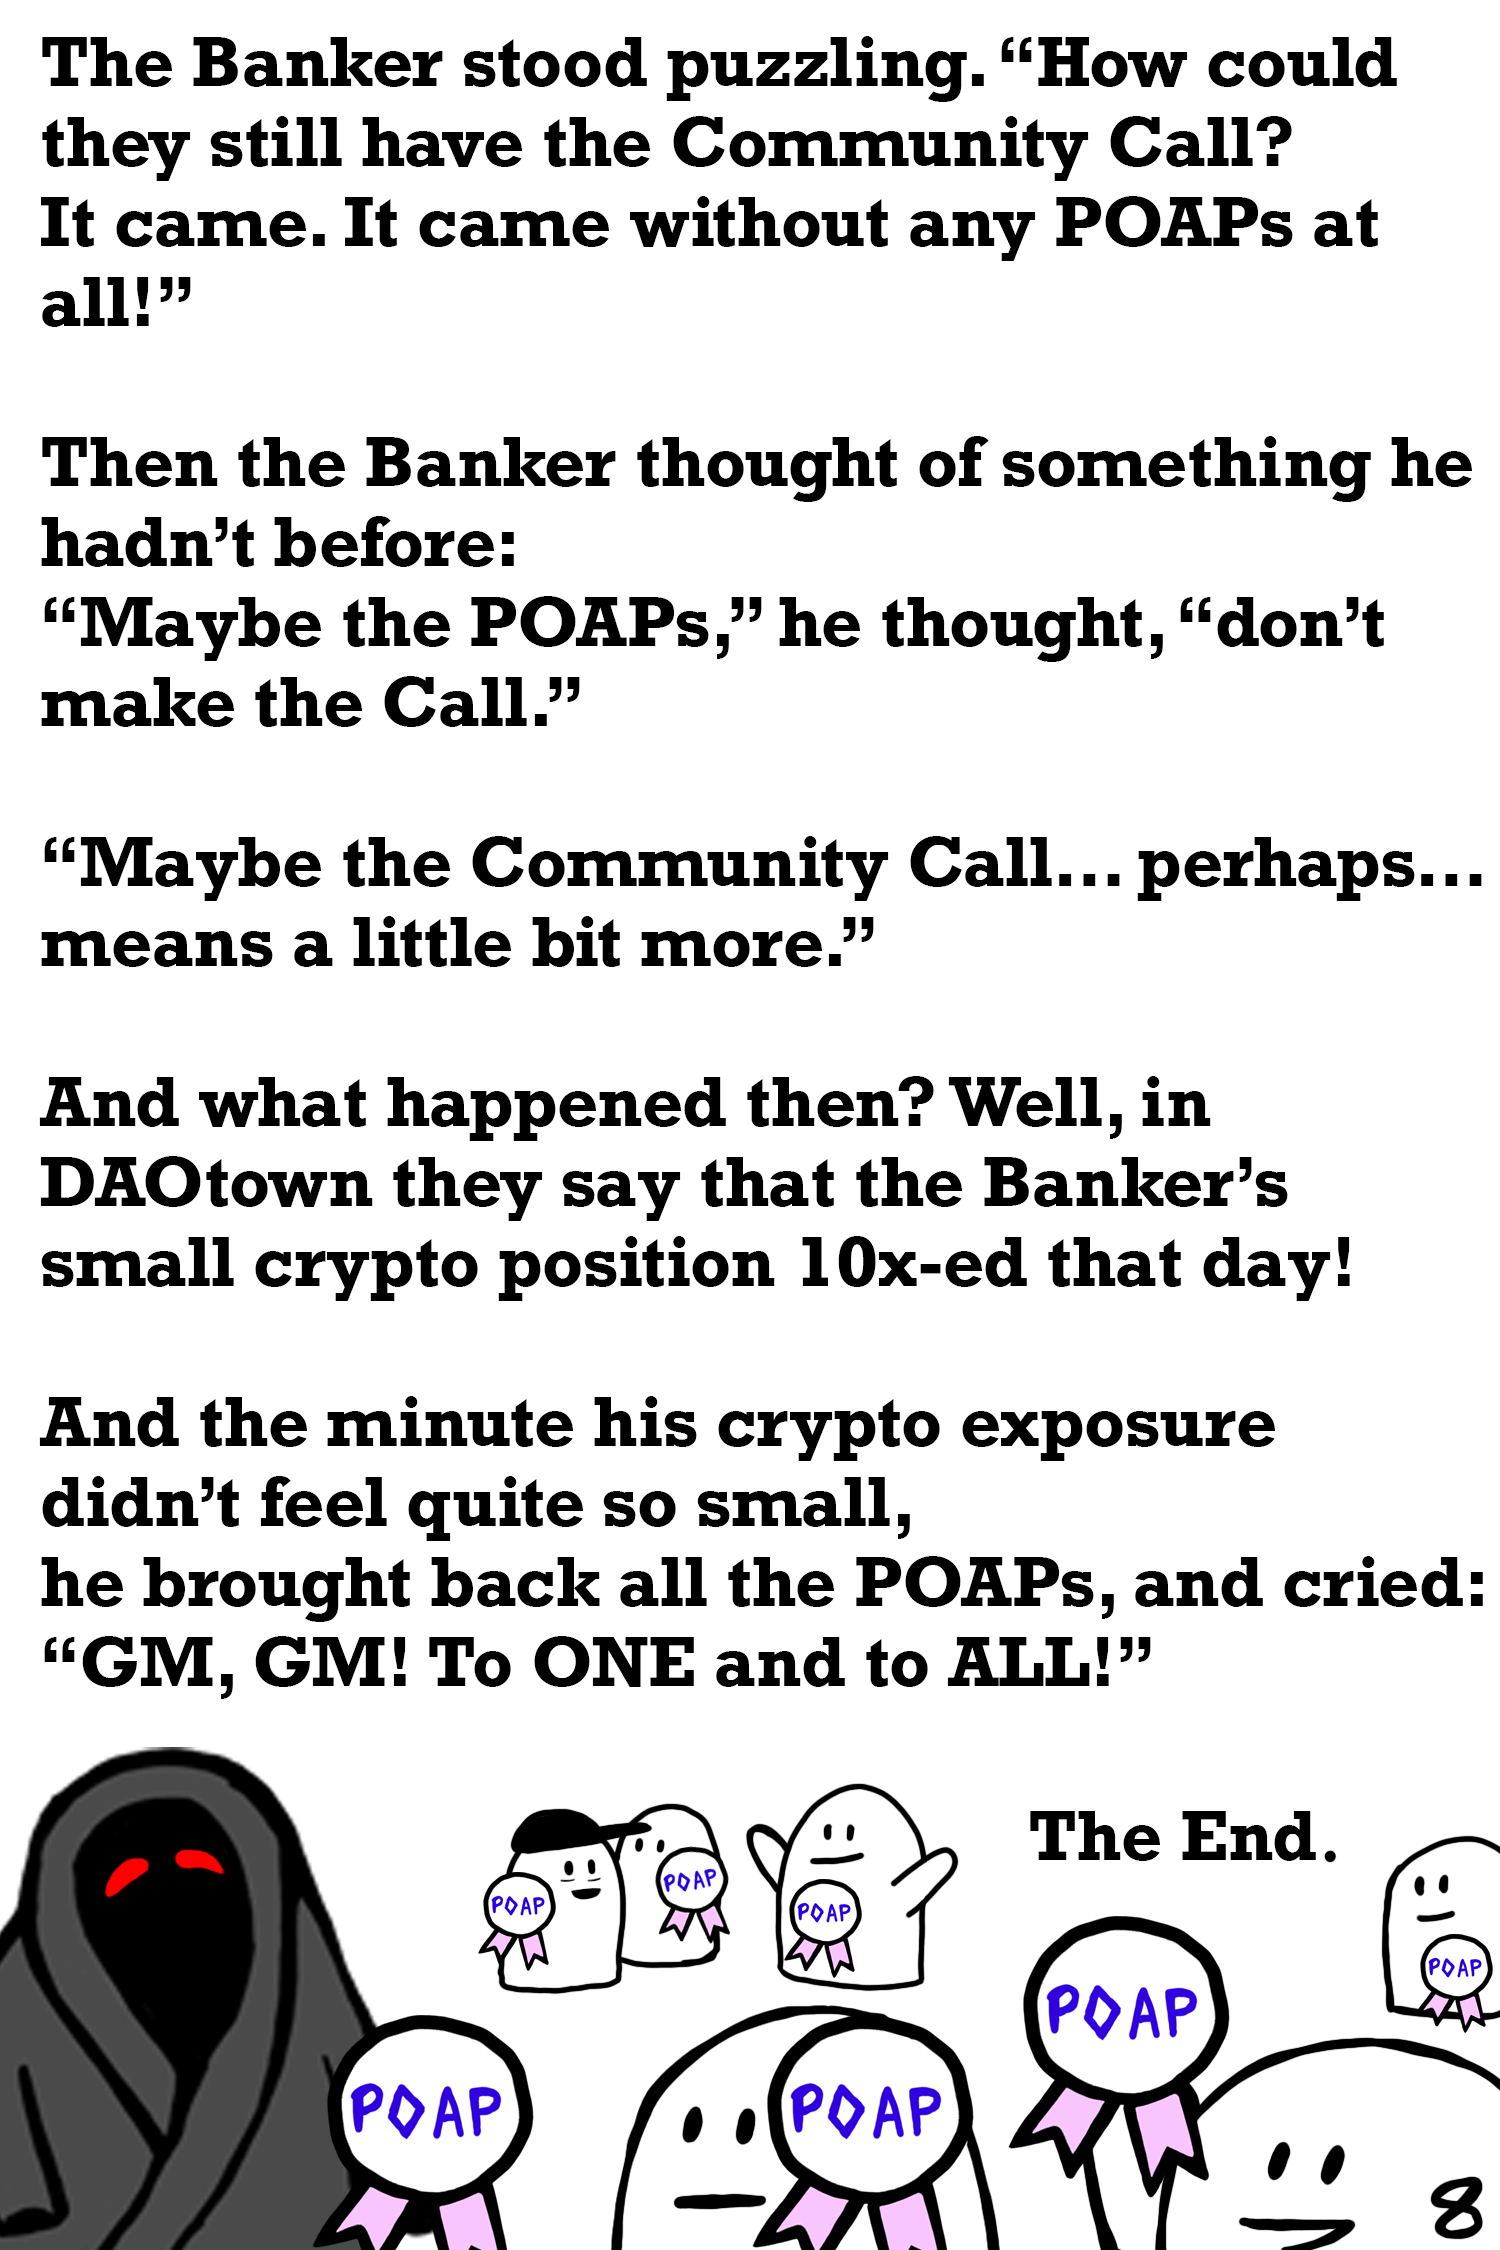 The Banker stood puzzling. “How could
they still have the Community Call?
It came. It came without any POAPs at
all!”
Then the Banker thought of something he
hadn’t before:
“Maybe the POAPs,” he thought, “don’t
make the Call.”
“Maybe the Community Call... perhaps...
means a little bit more.”
And what happened then? Well, in
DAOtown they say that the Banker’s
small crypto position 10x-ed that day!
And the minute his crypto exposure
didn’t feel quite so small,
he brought back all the POAPs, and cried:
“GM, GM! To ONE and to ALL!”
The End.
POAP
POAP
POAP
POAP
POAP
POAP
POAP
8